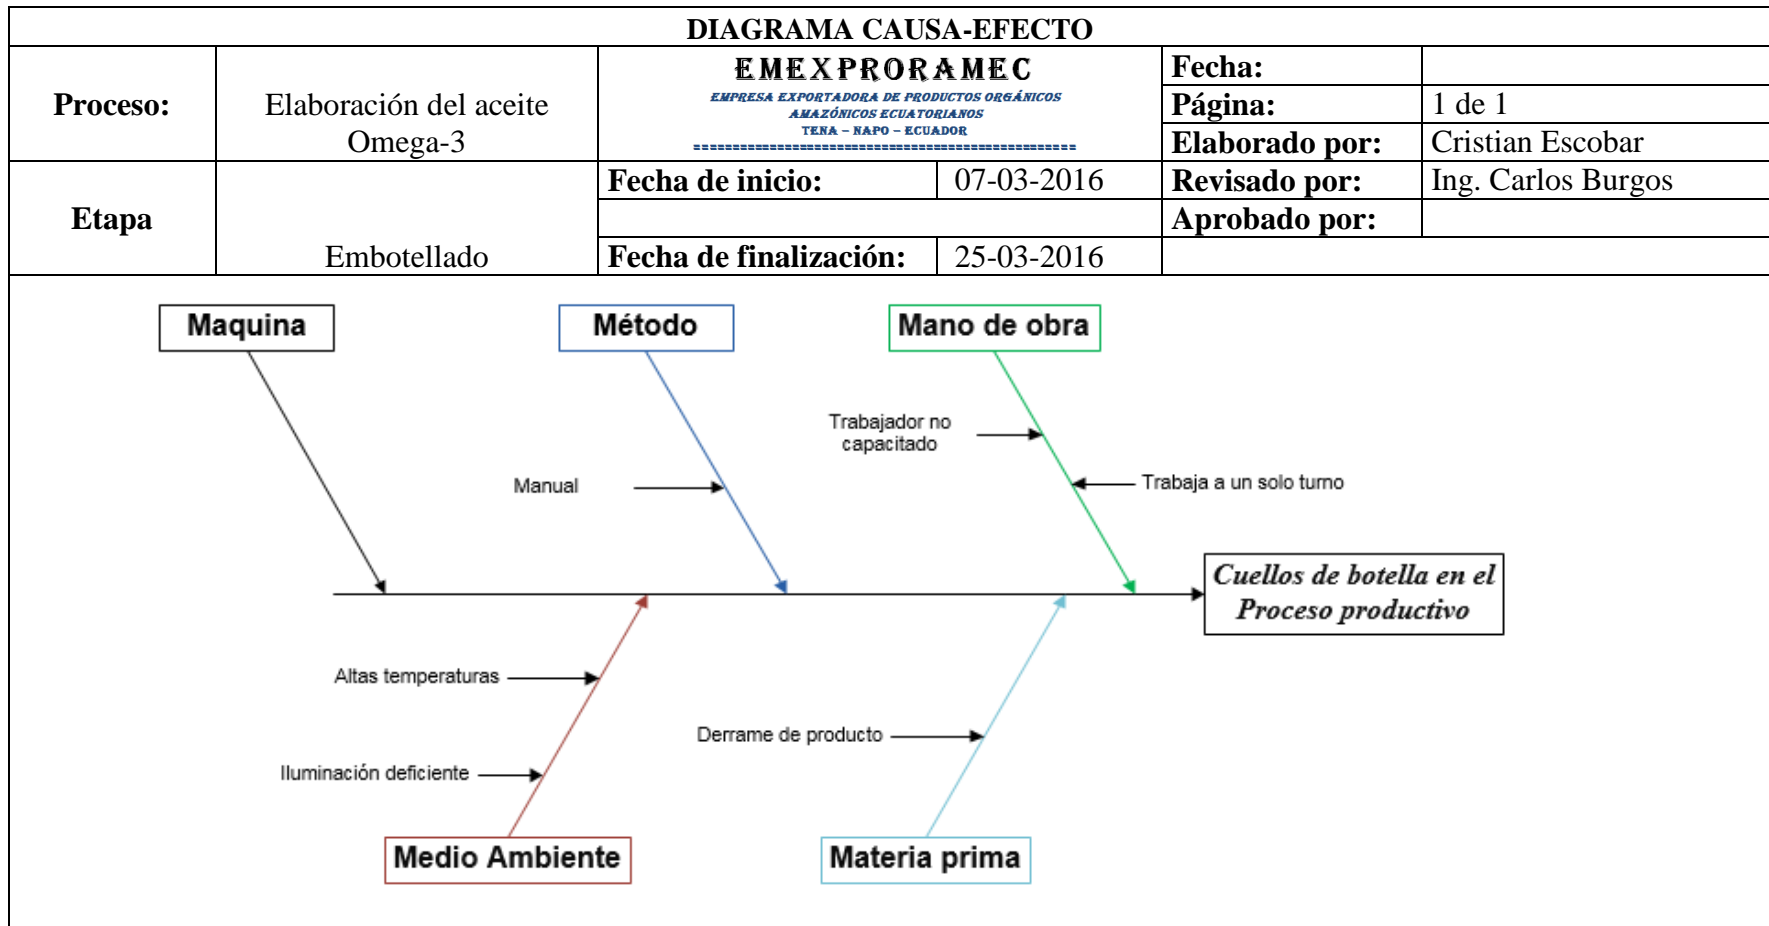 DIAGRAMA CAUSA-EFECTO
Proceso:
Elaboración del aceite
Omega-3
EMEXPRORAMEC
EMPRESA EXPORTADORA DE PRODUCTOS ORGÁNICOS
AMAZÓNICOS ECUATORIANOS
TENA – NAPO – ECUADOR
Fecha:
Página: 1 de 1
Elaborado por: Cristian Escobar
Etapa
Embotellado
Fecha de inicio: 07-03-2016
Revisado por: Ing. Carlos Burgos
Aprobado por:
Fecha de finalización: 25-03-2016
Maquina
Método
Mano de obra
Trabajador no
capacitado
Manual
Trabaja a un solo turno
Cuellos de botella en el
Proceso productivo
Altas temperaturas
Derrame de producto
Iluminación deficiente
Medio Ambiente
Materia prima